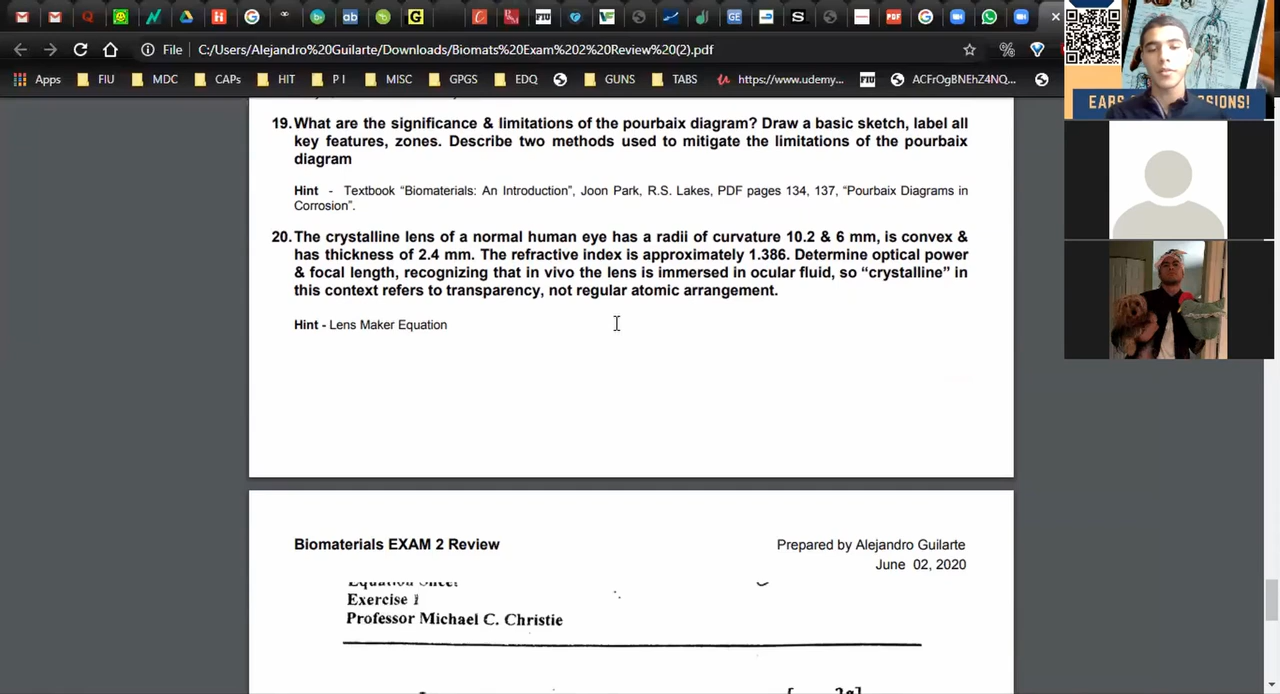 File C:/Users/Alejandro%20Guilarte/Downloads/Biomats%20Exam%202%20Review%20(2).pdf
Apps FIU MDC CAPs HIT P I MISC GPGS EDQ GUNS TABS https://www.udemy... FIU ACFrOgBNEhZ4NQ...
19. What are the significance & limitations of the pourbaix diagram? Draw a basic sketch, label all
key features, zones. Describe two methods used to mitigate the limitations of the pourbaix
diagram
Hint - Textbook “Biomaterials: An Introduction”, Joon Park, R.S. Lakes, PDF pages 134, 137, “Pourbaix Diagrams in
Corrosion”.
20. The crystalline lens of a normal human eye has a radii of curvature 10.2 & 6 mm, is convex &
has thickness of 2.4 mm. The refractive index is approximately 1.386. Determine optical power
& focal length, recognizing that in vivo the lens is immersed in ocular fluid, so “crystalline” in
this context refers to transparency, not regular atomic arrangement.
Hint - Lens Maker Equation
Biomaterials EXAM 2 Review
Prepared by Alejandro Guilarte
June 02, 2020
Equation Sheet
Exercise 1
Professor Michael C. Christie